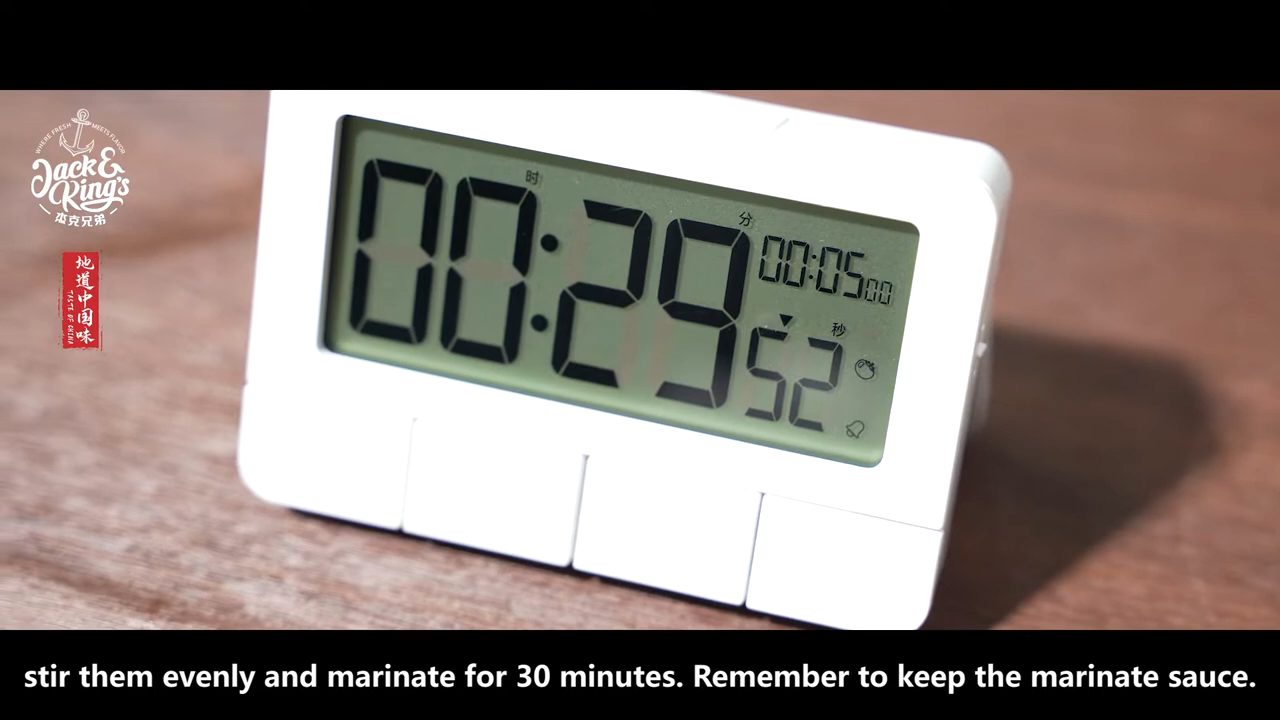 WHERE FRESH MEETS FLAVOR
Jack &
King's
杰克兄弟
地道中国味
TASTE OF CHINA
时
分
00:29
00:0500
秒
52
stir them evenly and marinate for 30 minutes. Remember to keep the marinate sauce.